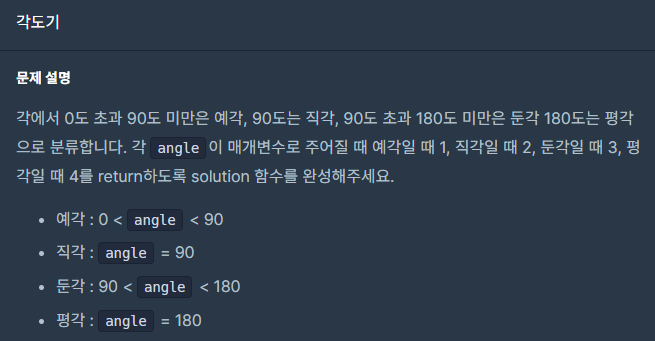 각도기
문제 설명
각에서 0도 초과 90도 미만은 예각, 90도는 직각, 90도 초과 180도 미만은 둔각 180도는 평각
으로 분류합니다. 각 angle 이 매개변수로 주어질 때 예각일 때 1, 직각일 때 2, 둔각일 때 3, 평
각일 때 4를 return하도록 solution 함수를 완성해주세요.
• 예각 : 0 < angle < 90
• 직각 : angle = 90
• 둔각 : 90 < angle < 180
• 평각 : angle = 180